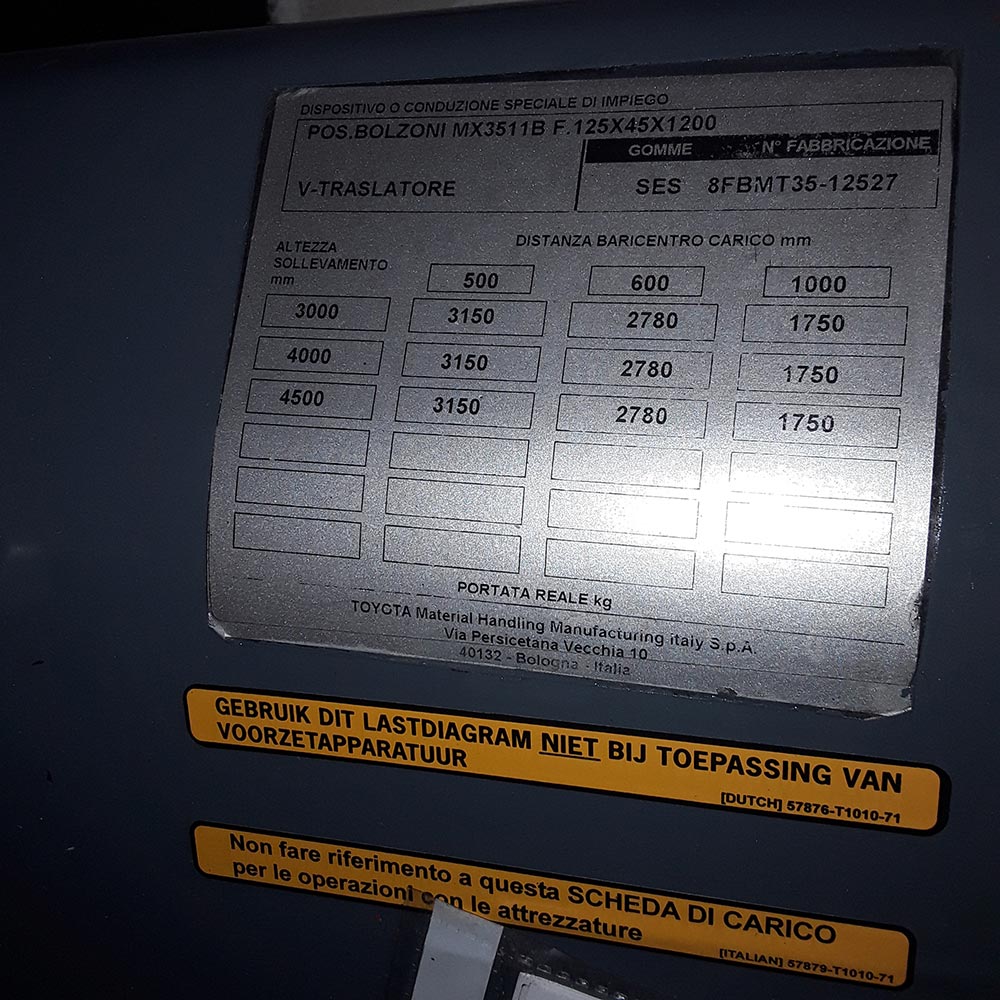 DISPOSITIVO O CONDUZIONE SPECIALE DI IMPIEGO
POS.BOLZONI MX3511B F.125X45X1200
GOMME N° FABBRICAZIONE
V-TRASLATORE SES 8FBMT35-12527
DISTANZA BARICENTRO CARICO mm
ALTEZZA
SOLLEVAMENTO
mm 500 600 1000
3000 3150 2780 1750
4000 3150 2780 1750
4500 3150 2780 1750
PORTATA REALE kg
TOYOTA Material Handling Manufacturing Italy S.p.A.
Via Persicetana Vecchia 10
40132 - Bologna - Italia
GEBRUIK DIT LASTDIAGRAM NIET BIJ TOEPASSING VAN
VOORZETAPPARATUUR
[DUTCH] 57876-T1010-71
Non fare riferimento a questa SCHEDA DI CARICO
per le operazioni con le attrezzature
[ITALIAN] 57879-T1010-71